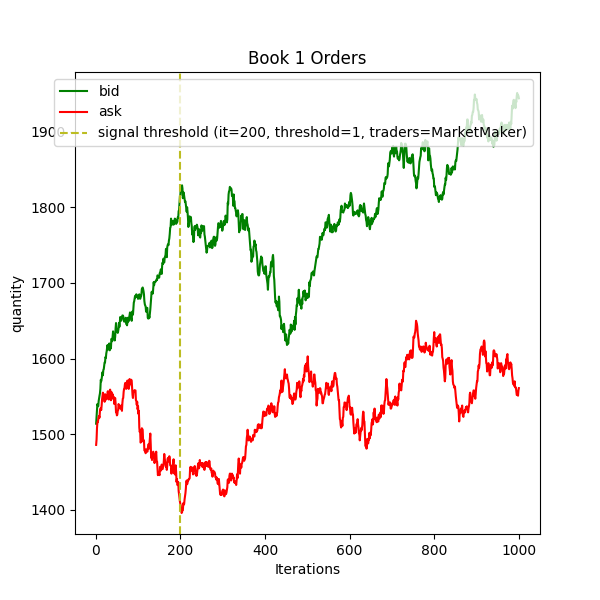 Book 1 Orders
bid
ask
signal threshold (it=200, threshold=1, traders=MarketMaker)
1900
1800
1700
1600
1500
1400
quantity
0 200 400 600 800 1000
Iterations